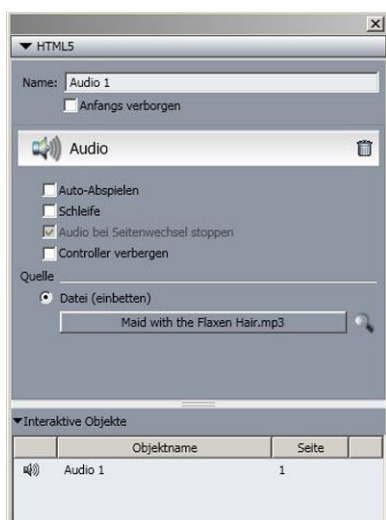 HTML5
Name: Audio 1
Anfangs verborgen
Audio
Auto-Abspielen
Schleife
Audio bei Seitenwechsel stoppen
Controller verbergen
Quelle
Datei (einbetten)
Maid with the Flaxen Hair.mp3
Interaktive Objekte
Objektname Seite
Audio 1 1